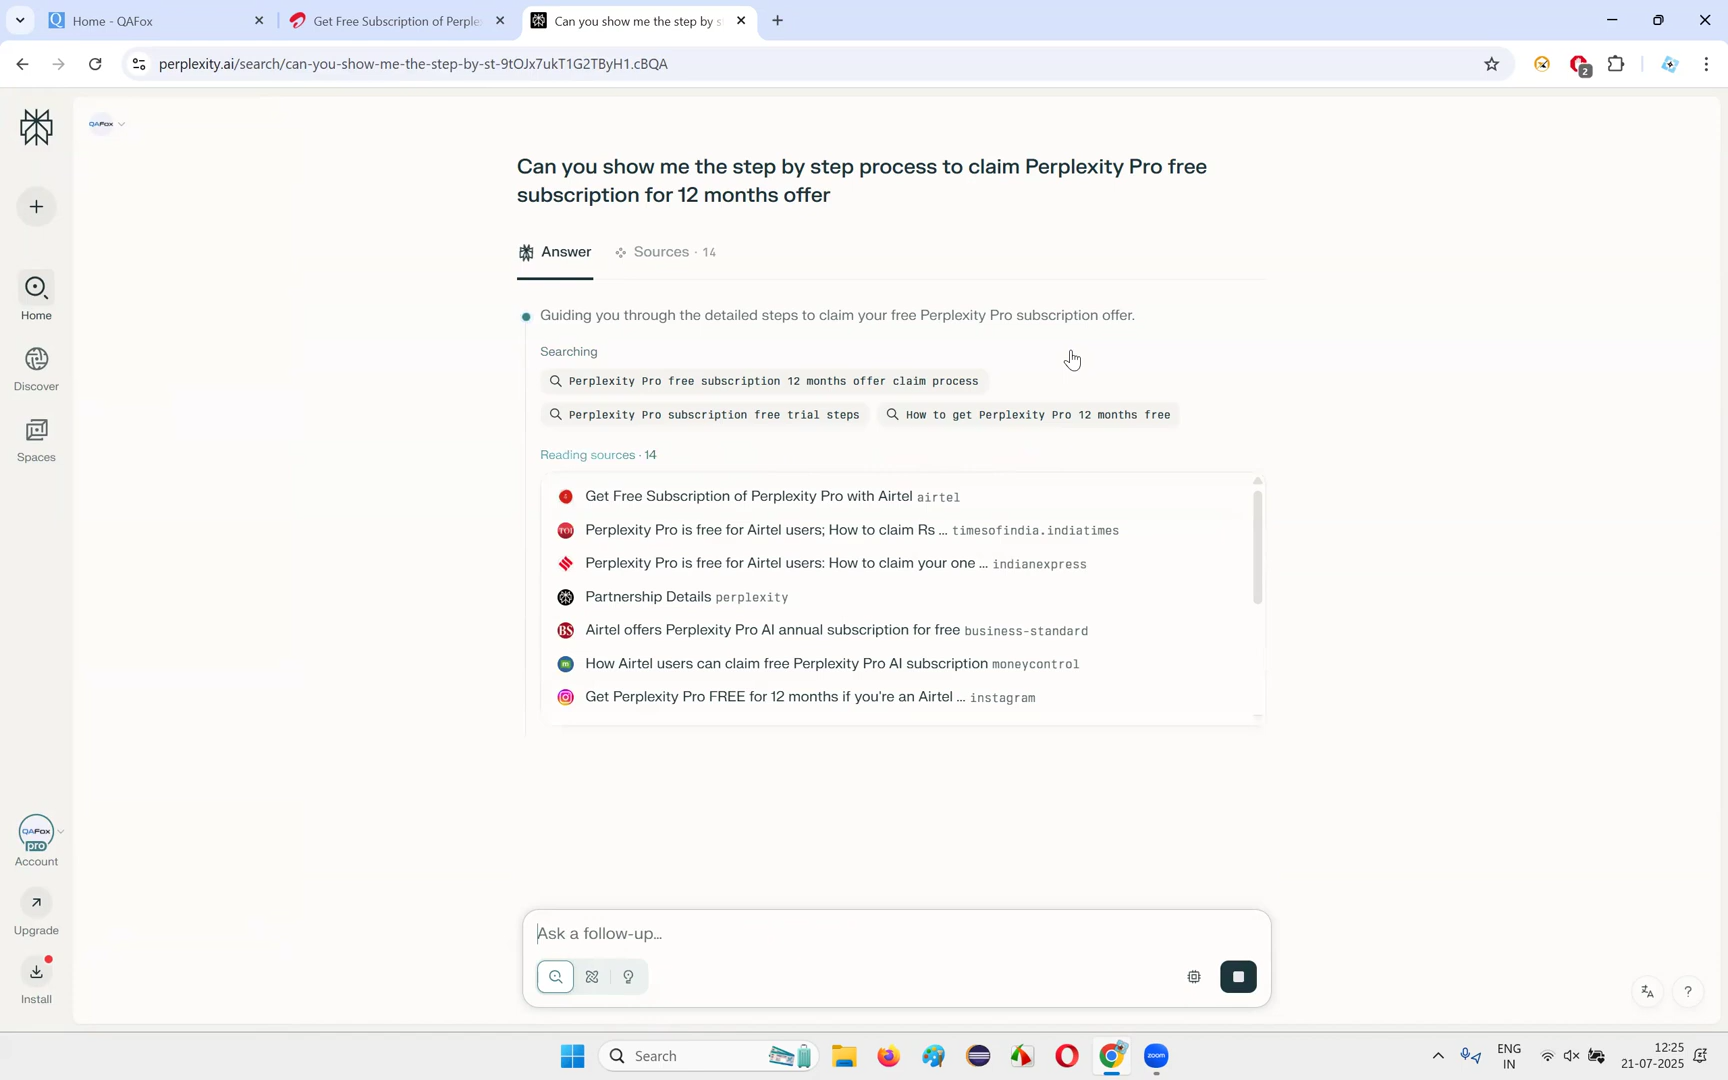 Home - QAFox
Get Free Subscription of Perple
Can you show me the step by s
perplexity.ai/search/can-you-show-me-the-step-by-st-9tOJx7ukT1G2TByH1.cBQA
2
QAFox
Can you show me the step by step process to claim Perplexity Pro free
subscription for 12 months offer
Answer
Sources · 14
Guiding you through the detailed steps to claim your free Perplexity Pro subscription offer.
Searching
Perplexity Pro free subscription 12 months offer claim process
Perplexity Pro subscription free trial steps
How to get Perplexity Pro 12 months free
Reading sources · 14
Get Free Subscription of Perplexity Pro with Airtel airtel
TOI Perplexity Pro is free for Airtel users; How to claim Rs ... timesofindia.indiatimes
Perplexity Pro is free for Airtel users: How to claim your one ... indianexpress
Partnership Details perplexity
BS Airtel offers Perplexity Pro AI annual subscription for free business-standard
m How Airtel users can claim free Perplexity Pro AI subscription moneycontrol
Get Perplexity Pro FREE for 12 months if you're an Airtel ... instagram
Home
Discover
Spaces
QAFox
pro
Account
Upgrade
Install
Ask a follow-up...
?
Search
zoom
ENG
IN
12:25
21-07-2025